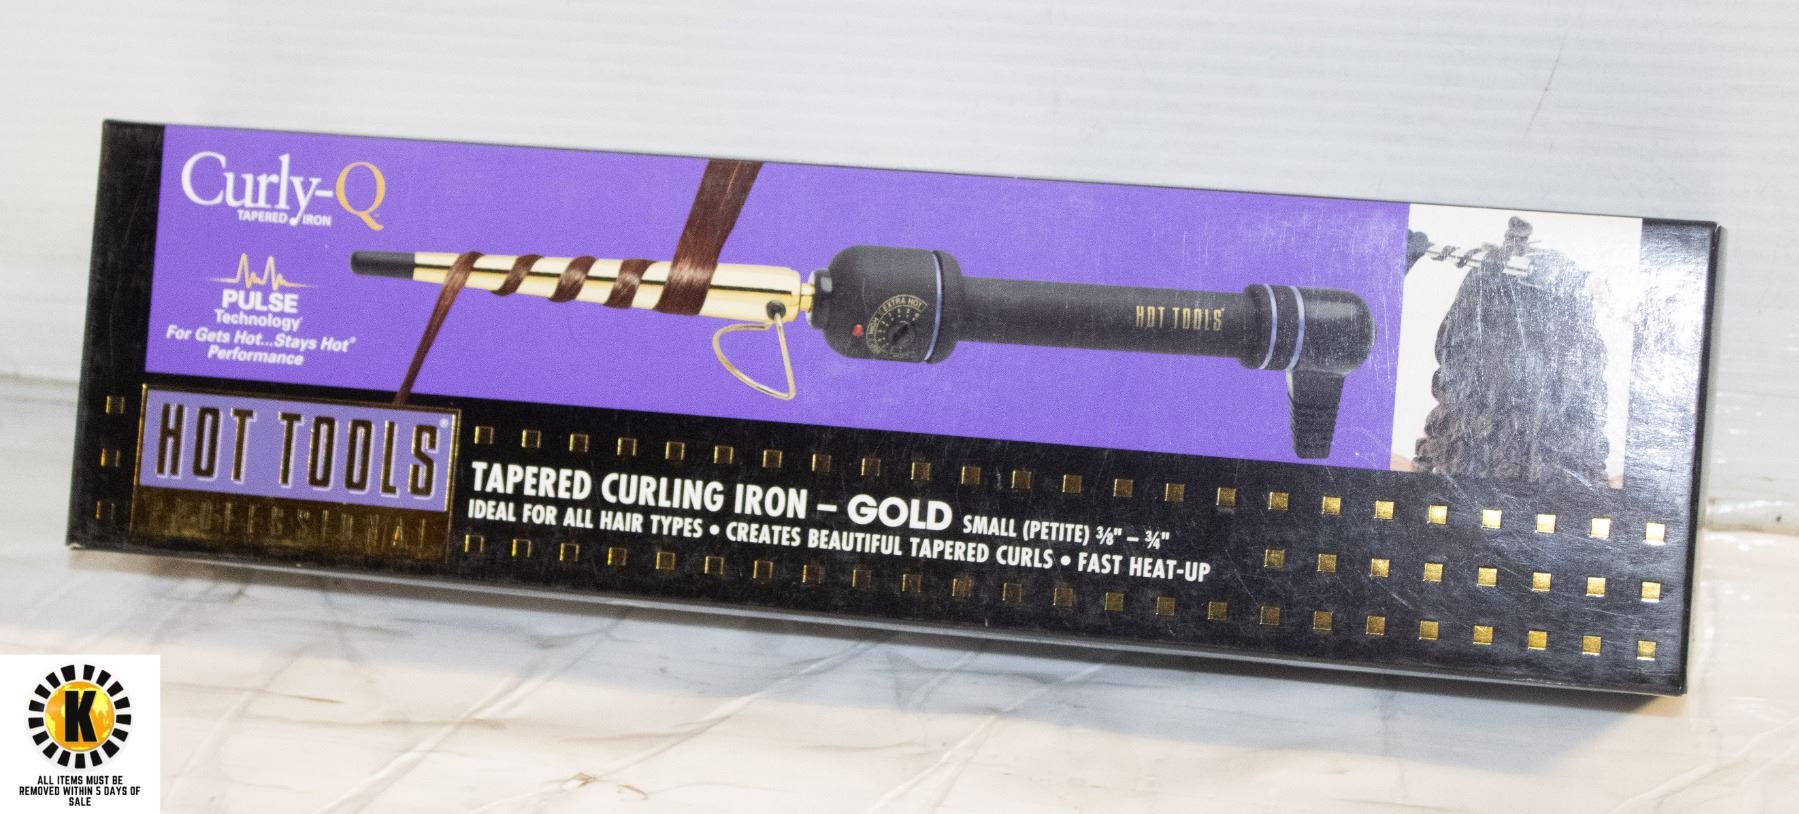 Curly-Q
TAPERED IRON
PULSE
Technology
For Gets Hot...Stays Hot®
Performance
EXTRA HOT
HIGH
HOT TOOLS
HOT TOOLS®
PROFESSIONAL
TAPERED CURLING IRON – GOLD SMALL (PETITE) ⅜" – ¾"
IDEAL FOR ALL HAIR TYPES • CREATES BEAUTIFUL TAPERED CURLS • FAST HEAT-UP
K
ALL ITEMS MUST BE
REMOVED WITHIN 5 DAYS OF
SALE